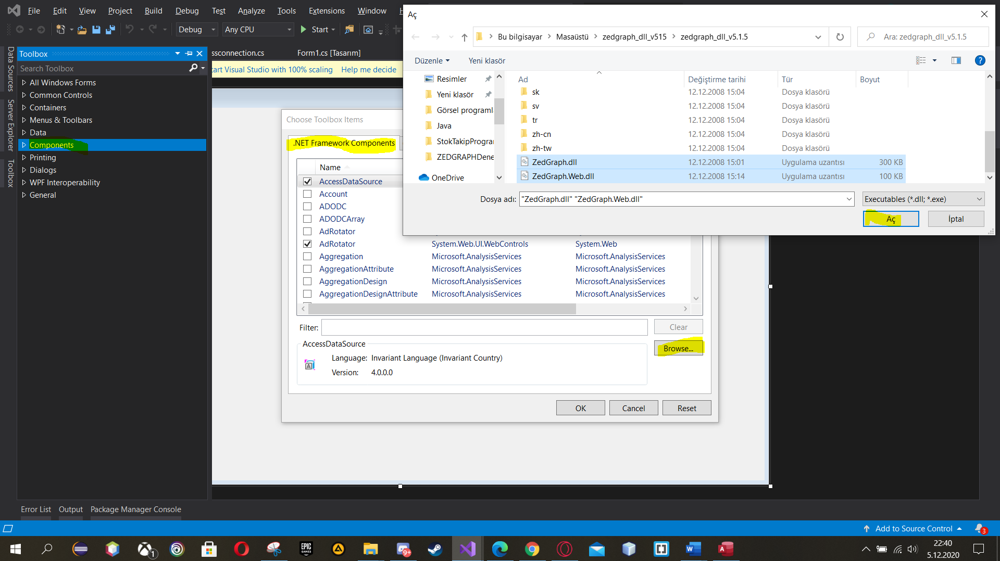 File Edit View Project Build Debug Test Analyze Tools Extensions Window
Debug Any CPU Start
Data Sources
Server Explorer
Toolbox
Toolbox
Search Toolbox
All Windows Forms
Common Controls
Containers
Menus & Toolbars
Data
Components
Printing
Dialogs
WPF Interoperability
General
ssconnection.cs Form1.cs [Tasarım]
tart Visual Studio with 100% scaling Help me decide
Choose Toolbox Items
.NET Framework Components
Name
AccessDataSource
Account
ADODC
ADODCArray
AdRotator
AdRotator System.Web.UI.WebControls System.Web
Aggregation Microsoft.AnalysisServices Microsoft.AnalysisServices
AggregationAttribute Microsoft.AnalysisServices Microsoft.AnalysisServices
AggregationDesign Microsoft.AnalysisServices Microsoft.AnalysisServices
AggregationDesignAttribute Microsoft.AnalysisServices Microsoft.AnalysisServices
Filter: Clear
AccessDataSource
Browse...
Language: Invariant Language (Invariant Country)
Version: 4.0.0.0
OK Cancel Reset
Aç
Bu bilgisayar Masaüstü zedgraph_dll_v515 zedgraph_dll_v5.1.5 Ara: zedgraph_dll_v5.1.5
Düzenle Yeni klasör
Resimler
Yeni klasör
Görsel programl
Java
StokTakipPrograr
ZEDGRAPHDene
OneDrive
Ad Değiştirme tarihi Tür Boyut
sk 12.12.2008 15:04 Dosya klasörü
sv 12.12.2008 15:04 Dosya klasörü
tr 12.12.2008 15:04 Dosya klasörü
zh-cn 12.12.2008 15:04 Dosya klasörü
zh-tw 12.12.2008 15:04 Dosya klasörü
ZedGraph.dll 12.12.2008 15:01 Uygulama uzantısı 300 KB
ZedGraph.Web.dll 12.12.2008 15:14 Uygulama uzantısı 100 KB
Dosya adı: "ZedGraph.dll" "ZedGraph.Web.dll" Executables (*.dll; *.exe)
Aç İptal
Error List Output Package Manager Console
Add to Source Control 3
EPIC GAMES
1
9+
22:40
5.12.2020